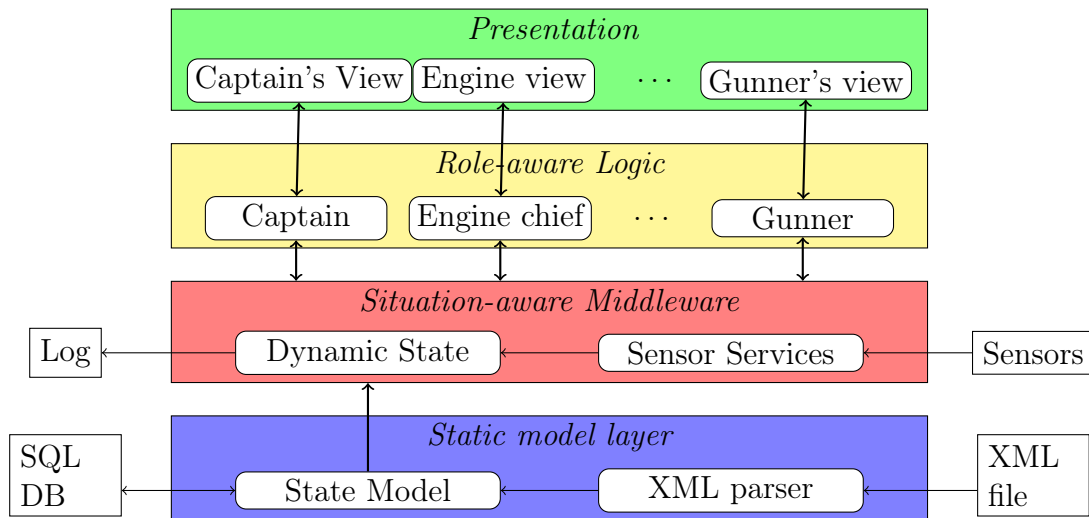 Presentation
Captain's View
Engine view
...
Gunner's view
Role-aware Logic
Captain
Engine chief
...
Gunner
Situation-aware Middleware
Log
Dynamic State
Sensor Services
Sensors
Static model layer
SQL
DB
State Model
XML parser
XML
file